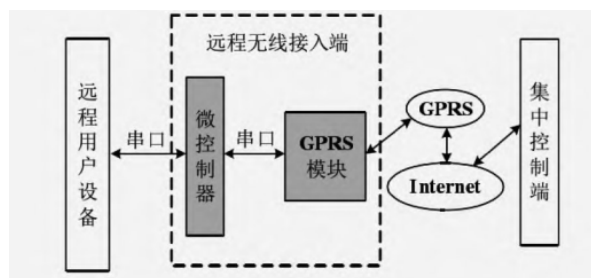 远程无线接入端
远程用户设备
串口
微控制器
串口
GPRS
模块
GPRS
Internet
集中控制端